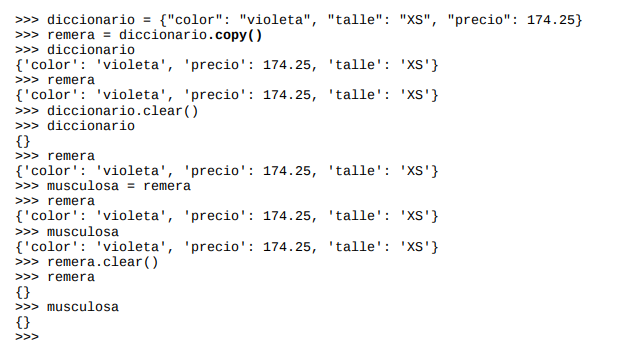 >>> diccionario = {"color": "violeta", "talle": "XS", "precio": 174.25}
>>> remera = diccionario.copy()
>>> diccionario
{'color': 'violeta', 'precio': 174.25, 'talle': 'XS'}
>>> remera
{'color': 'violeta', 'precio': 174.25, 'talle': 'XS'}
>>> diccionario.clear()
>>> diccionario
{}
>>> remera
{'color': 'violeta', 'precio': 174.25, 'talle': 'XS'}
>>> musculosa = remera
>>> remera
{'color': 'violeta', 'precio': 174.25, 'talle': 'XS'}
>>> musculosa
{'color': 'violeta', 'precio': 174.25, 'talle': 'XS'}
>>> remera.clear()
>>> remera
{}
>>> musculosa
{}
>>>